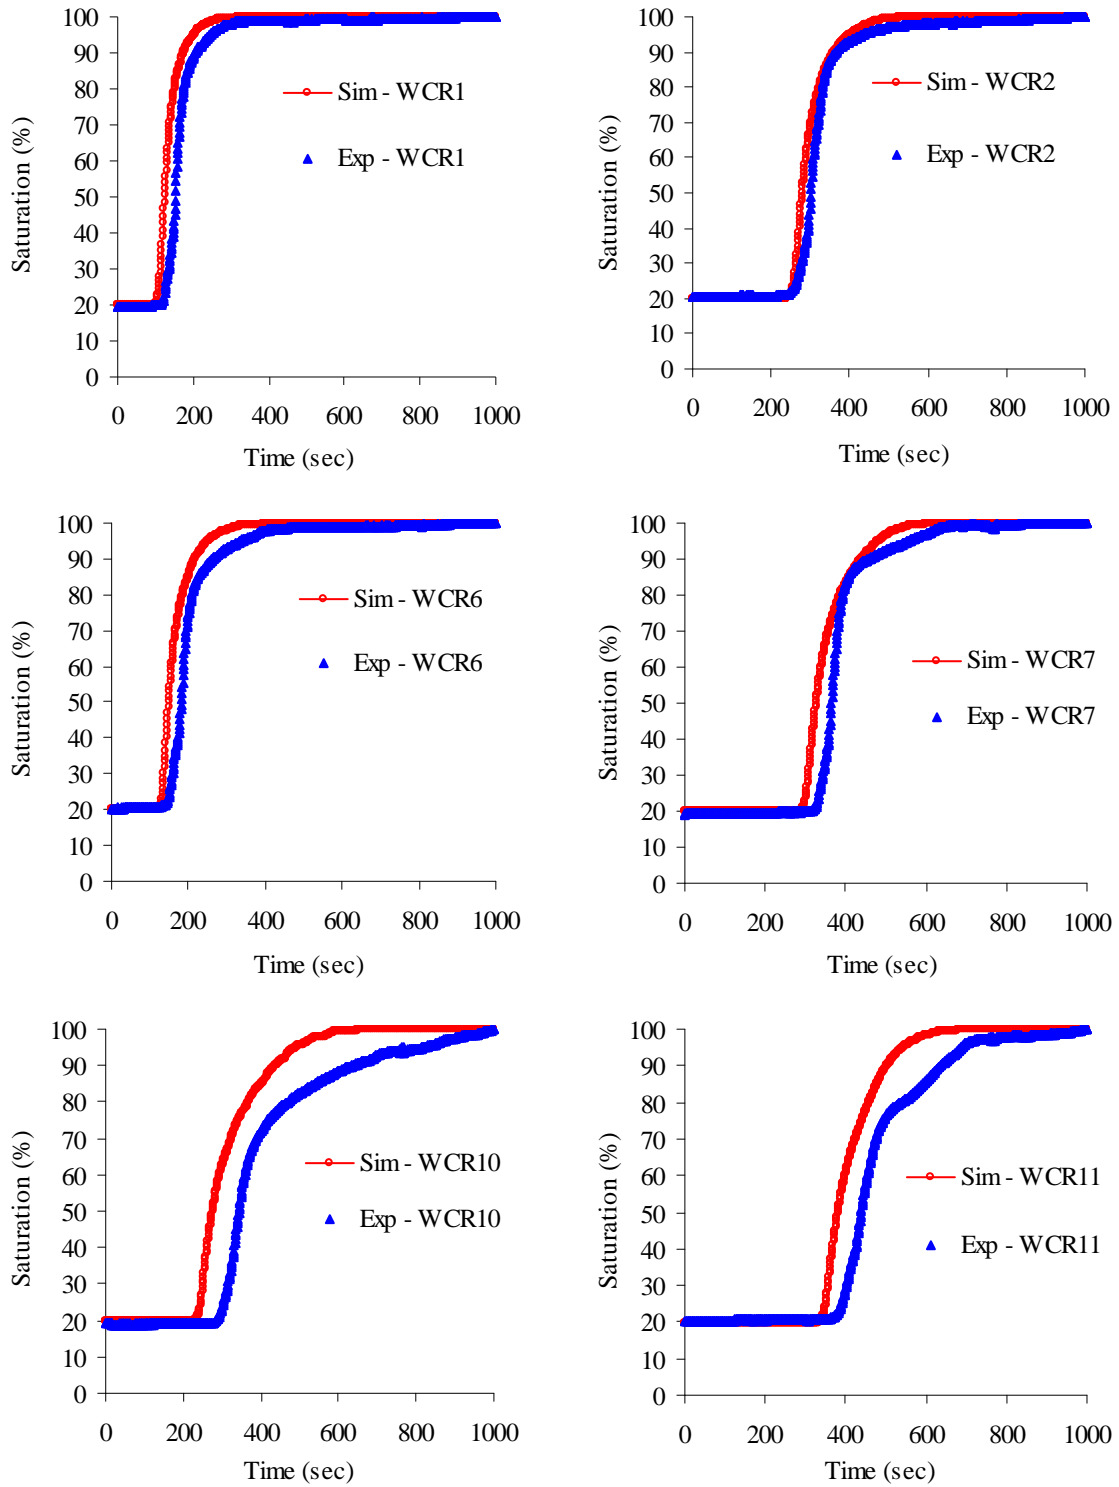 100
90
80
70
60
50
40
30
20
10
0
Saturation (%)
Sim - WCR1
Exp - WCR1
0 200 400 600 800 1000
Time (sec)
100
90
80
70
60
50
40
30
20
10
0
Saturation (%)
Sim - WCR2
Exp - WCR2
0 200 400 600 800 1000
Time (sec)
100
90
80
70
60
50
40
30
20
10
0
Saturation (%)
Sim - WCR6
Exp - WCR6
0 200 400 600 800 1000
Time (sec)
100
90
80
70
60
50
40
30
20
10
0
Saturation (%)
Sim - WCR7
Exp - WCR7
0 200 400 600 800 1000
Time (sec)
100
90
80
70
60
50
40
30
20
10
0
Saturation (%)
Sim - WCR10
Exp - WCR10
0 200 400 600 800 1000
Time (sec)
100
90
80
70
60
50
40
30
20
10
0
Saturation (%)
Sim - WCR11
Exp - WCR11
0 200 400 600 800 1000
Time (sec)